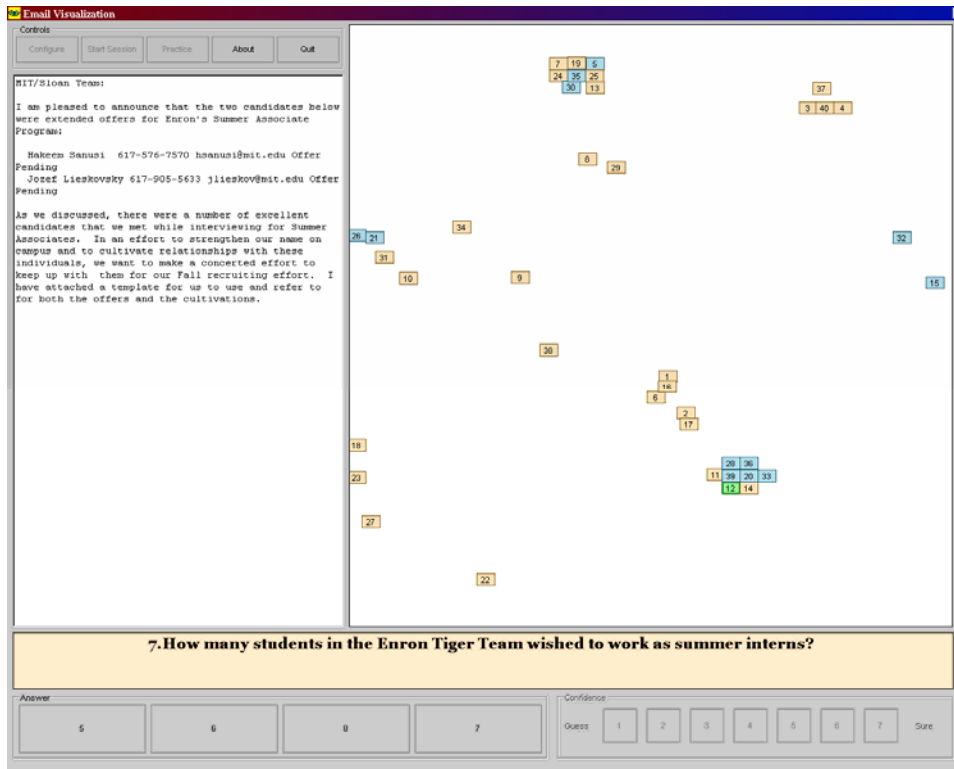 Email Visualization
Controls
Configure Start Session Practice About Quit
MIT/Sloan Team:
I am pleased to announce that the two candidates below
were extended offers for Enron's Summer Associate
Program:
Hakeem Sanusi 617-576-7570 hsanusi@mit.edu Offer
Pending
Jozef Lieskovsky 617-905-5633 jlieskov@mit.edu Offer
Pending
As we discussed, there were a number of excellent
candidates that we met while interviewing for Summer
Associates. In an effort to strengthen our name on
campus and to cultivate relationships with these
individuals, we want to make a concerted effort to
keep up with them for our Fall recruiting effort. I
have attached a template for us to use and refer to
for both the offers and the cultivations.
7 19 5
24 35 25
30 13
37
3 40 4
8
29
34
26 21
32
31
10
9
15
38
1
16
6
2
17
18
28 36
11 39 20 33
23
12 14
27
22
7.How many students in the Enron Tiger Team wished to work as summer interns?
Answer
5 6 8 7
Confidence
Guess 1 2 3 4 5 6 7 Sure